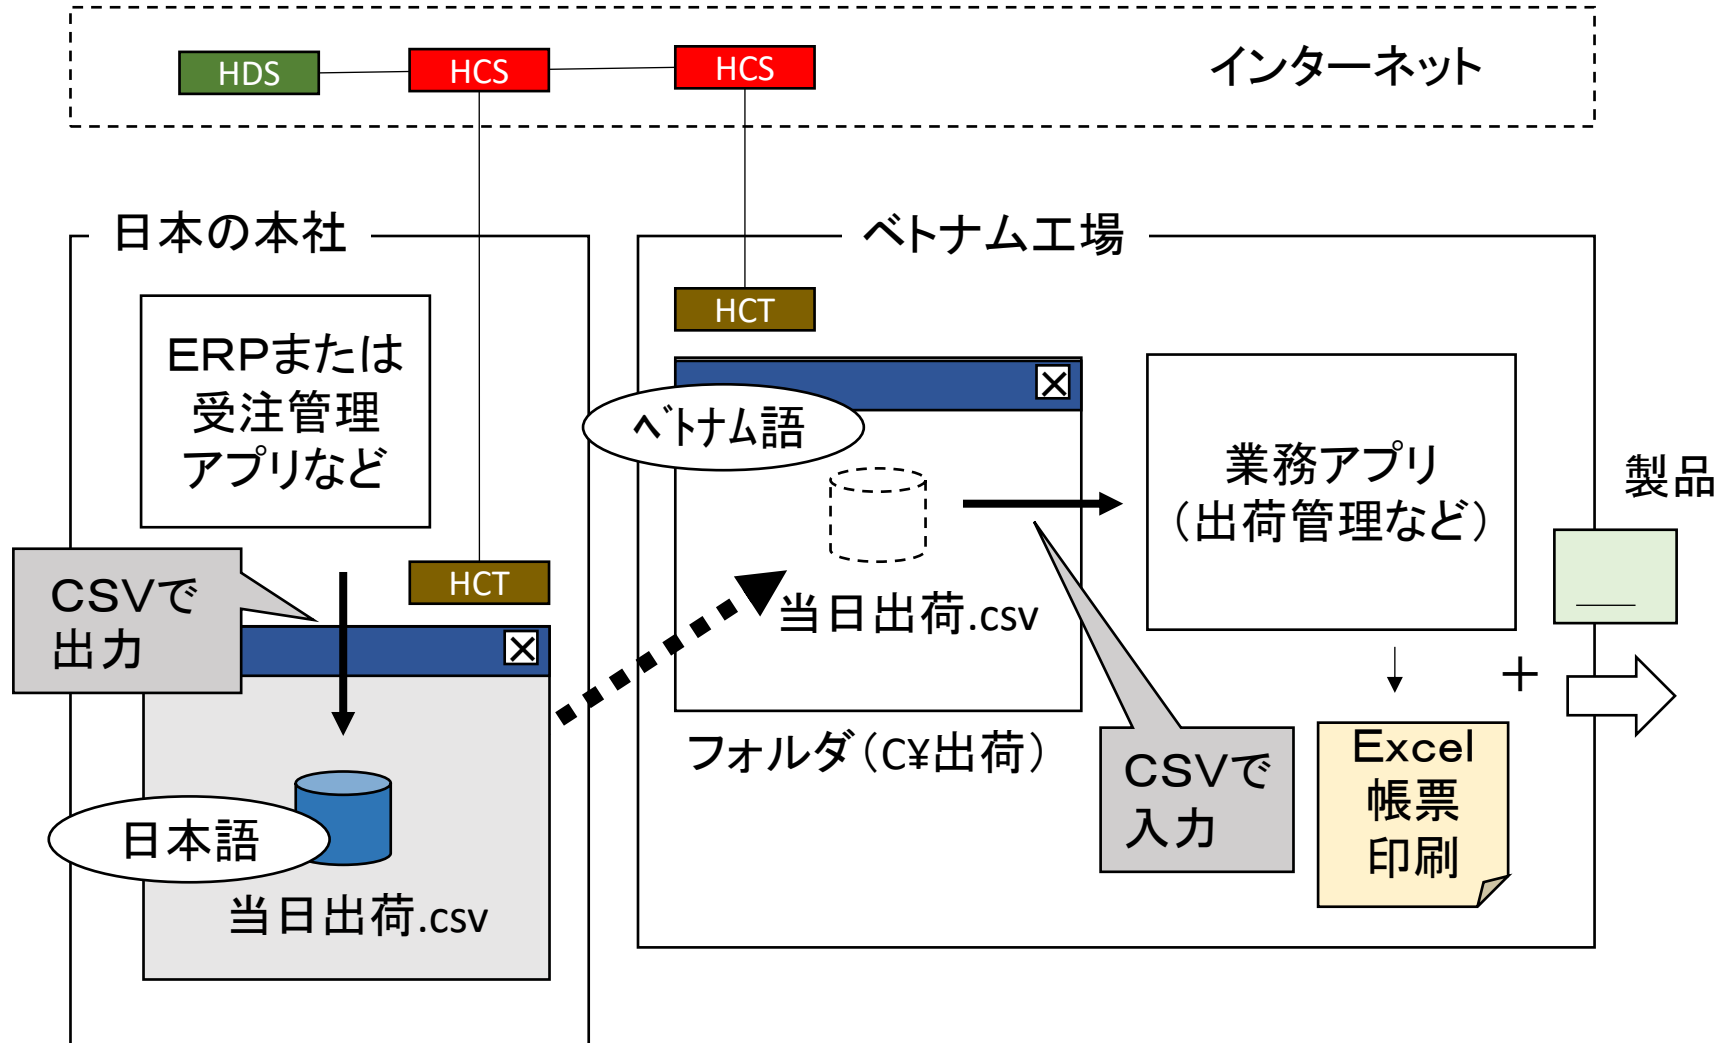 HDS
HCS
HCS
インターネット
日本の本社
ベトナム工場
HCT
ERPまたは
受注管理
アプリなど
ベトナム語
業務アプリ
（出荷管理など）
製品
CSVで
出力
HCT
当日出荷.csv
フォルダ（C¥出荷）
CSVで
入力
＋
Excel
帳票
印刷
日本語
当日出荷.csv